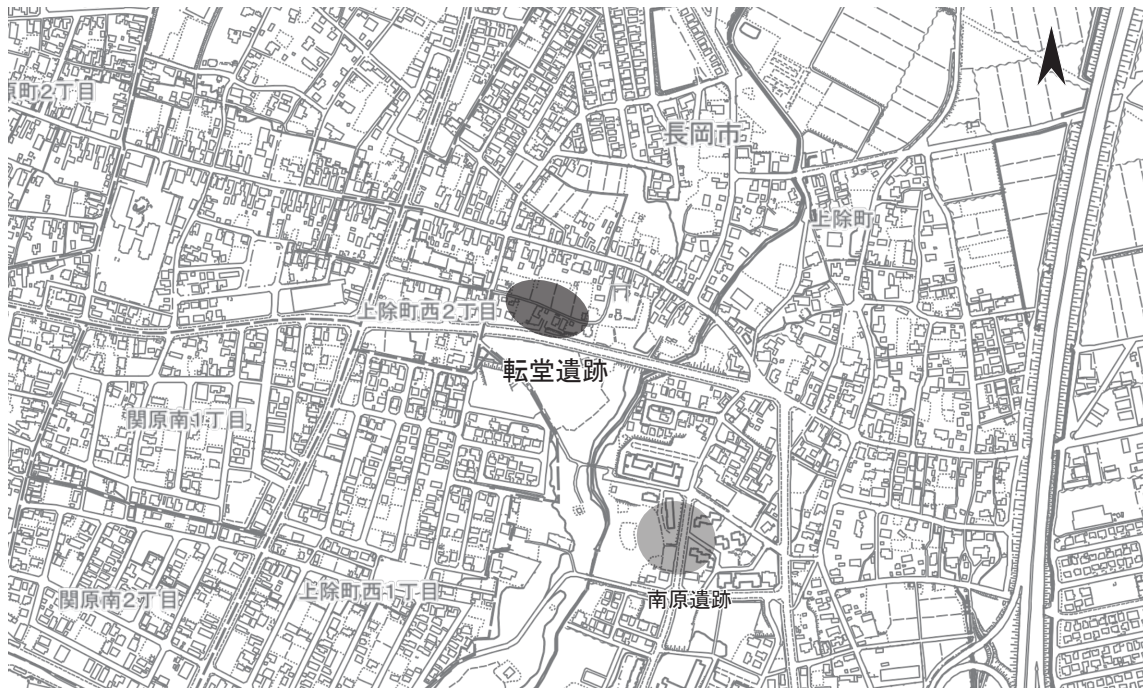 原町2丁目
長岡市
上除町
上除町西2丁目
転堂遺跡
関原南1丁目
上除町西1丁目
関原南2丁目
南原遺跡